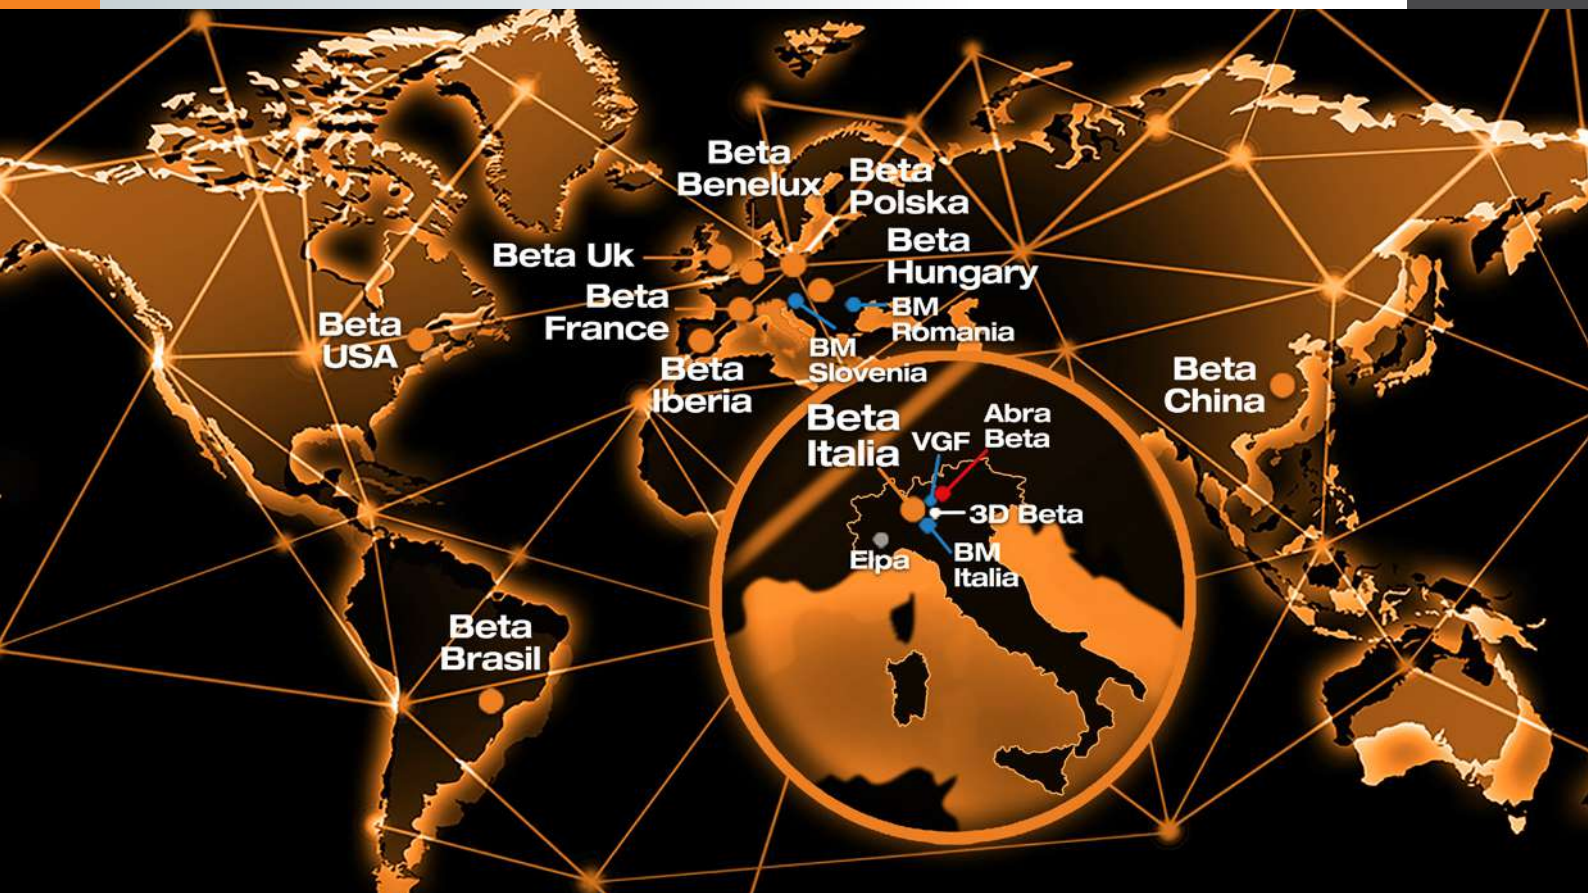 Beta
Benelux
Beta
Polska
Beta Uk
Beta
Hungary
Beta
France
BM
Romania
Beta
USA
BM
Slovenia
Beta
Iberia
Beta
China
Beta
Italia
VGF
Abra
Beta
3D Beta
Elpa
BM
Italia
Beta
Brasil